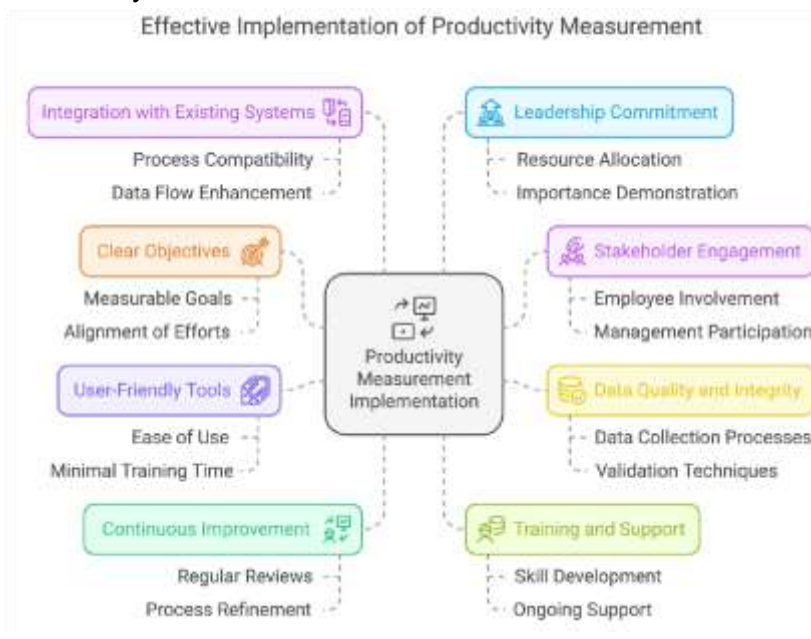 Effective Implementation of Productivity Measurement
Integration with Existing Systems
Process Compatibility
Data Flow Enhancement
Clear Objectives
Measurable Goals
Alignment of Efforts
User-Friendly Tools
Ease of Use
Minimal Training Time
Continuous Improvement
Regular Reviews
Process Refinement
Productivity
Measurement
Implementation
Leadership Commitment
Resource Allocation
Importance Demonstration
Stakeholder Engagement
Employee Involvement
Management Participation
Data Quality and Integrity
Data Collection Processes
Validation Techniques
Training and Support
Skill Development
Ongoing Support